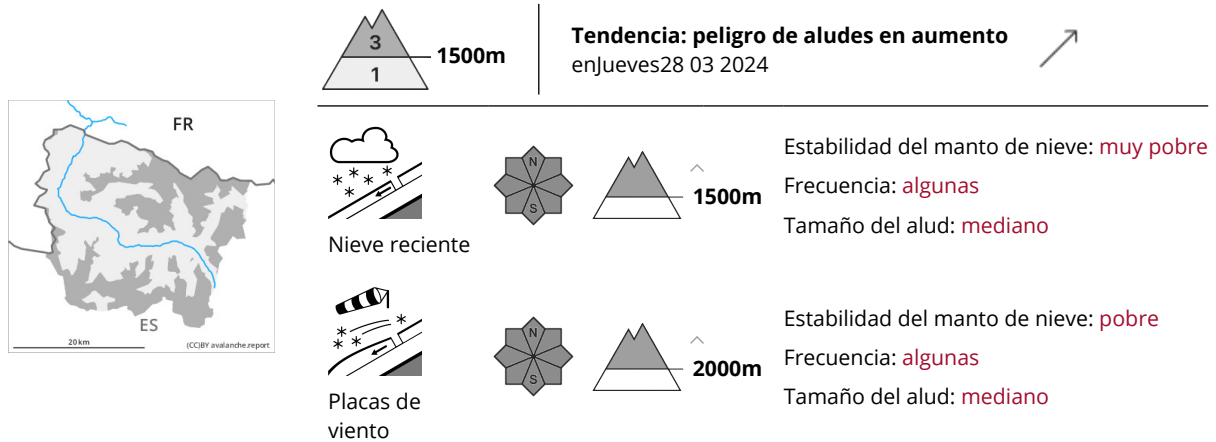 3
1
1500m
Tendencia: peligro de aludes en aumento
enJueves28 03 2024
FR
ES
20 km
(CC)BY avalanche.report
N
S
1500m
Nieve reciente
Estabilidad del manto de nieve: muy pobre
Frecuencia: algunas
Tamaño del alud: mediano
N
S
2000m
Placas de
viento
Estabilidad del manto de nieve: pobre
Frecuencia: algunas
Tamaño del alud: mediano